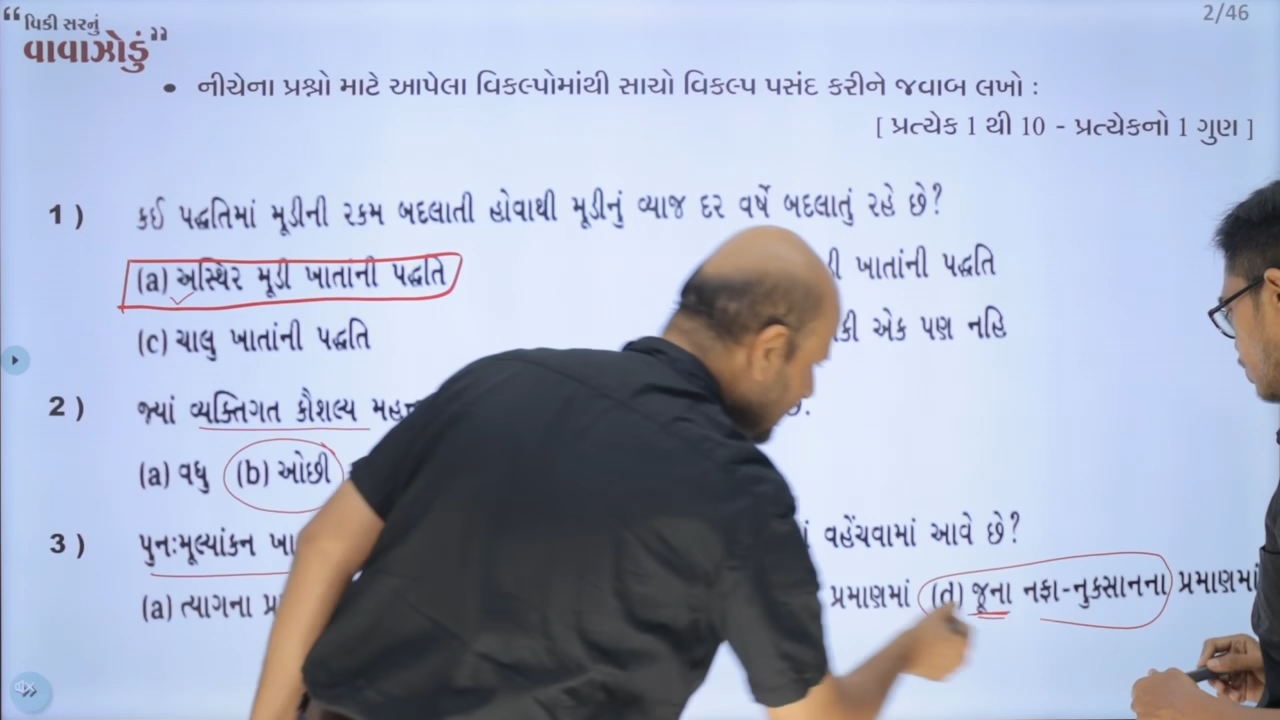 2/46
“વિકી સરનું
વાવાઝોડું”
• નીચેના પ્રશ્નો માટે આપેલા વિકલ્પોમાંથી સાચો વિકલ્પ પસંદ કરીને જવાબ લખો :
[ પ્રત્યેક 1 થી 10 - પ્રત્યેકનો 1 ગુણ ]
1 ) કઈ પદ્ધતિમાં મૂડીની રકમ બદલાતી હોવાથી મૂડીનું વ્યાજ દર વર્ષે બદલાતું રહે છે?
(a) અસ્થિર મૂડી ખાતાંની પદ્ધતિ ખાતાંની પદ્ધતિ
(c) ચાલુ ખાતાંની પદ્ધતિ એક પણ નહિ
2 ) જ્યાં વ્યક્તિગત કૌશલ્ય
(a) વધુ (b) ઓછી
3 ) પુનઃમૂલ્યાંકન વહેંચવામાં આવે છે?
(a) ત્યાગના પ્રમાણમાં (d) જૂના નફા-નુકસાનના પ્રમાણમાં